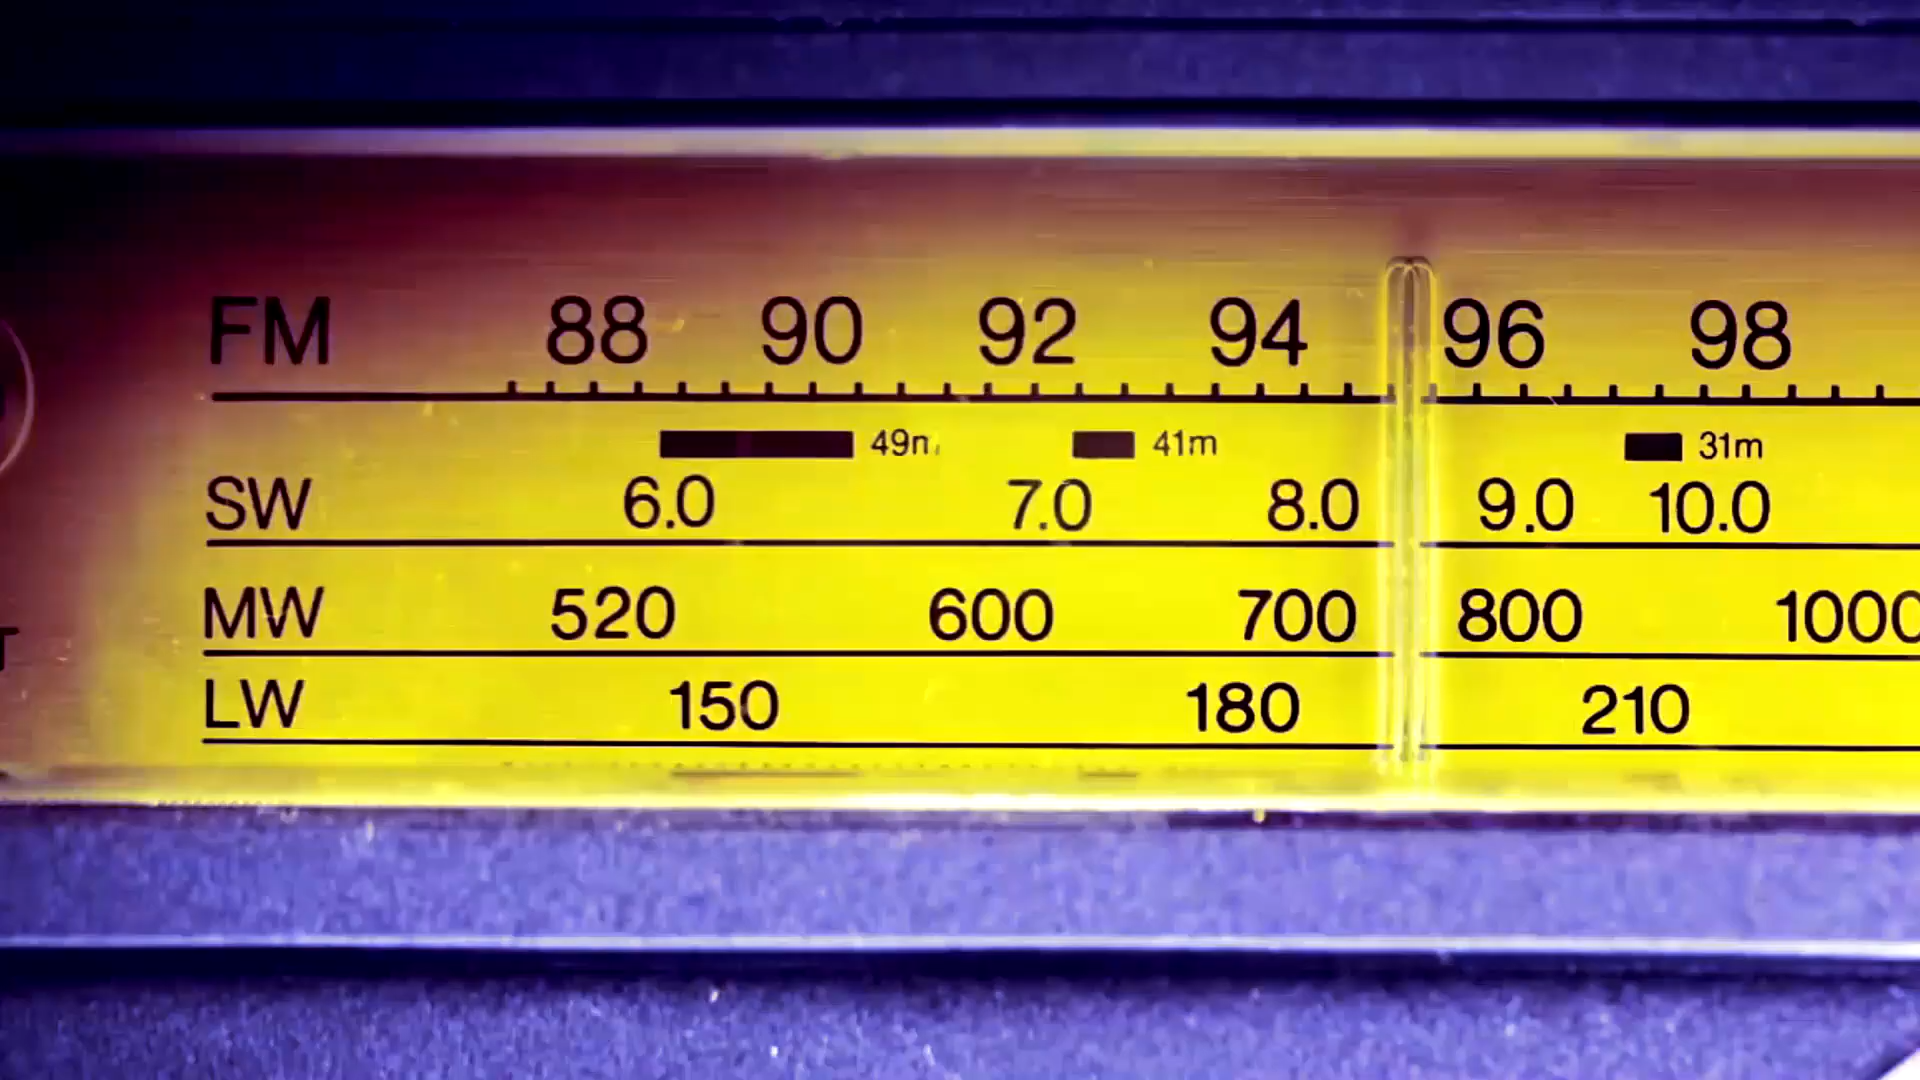 FM 88 90 92 94 96 98
49m 41m 31m
SW 6.0 7.0 8.0 9.0 10.0
MW 520 600 700 800 1000
LW 150 180 210